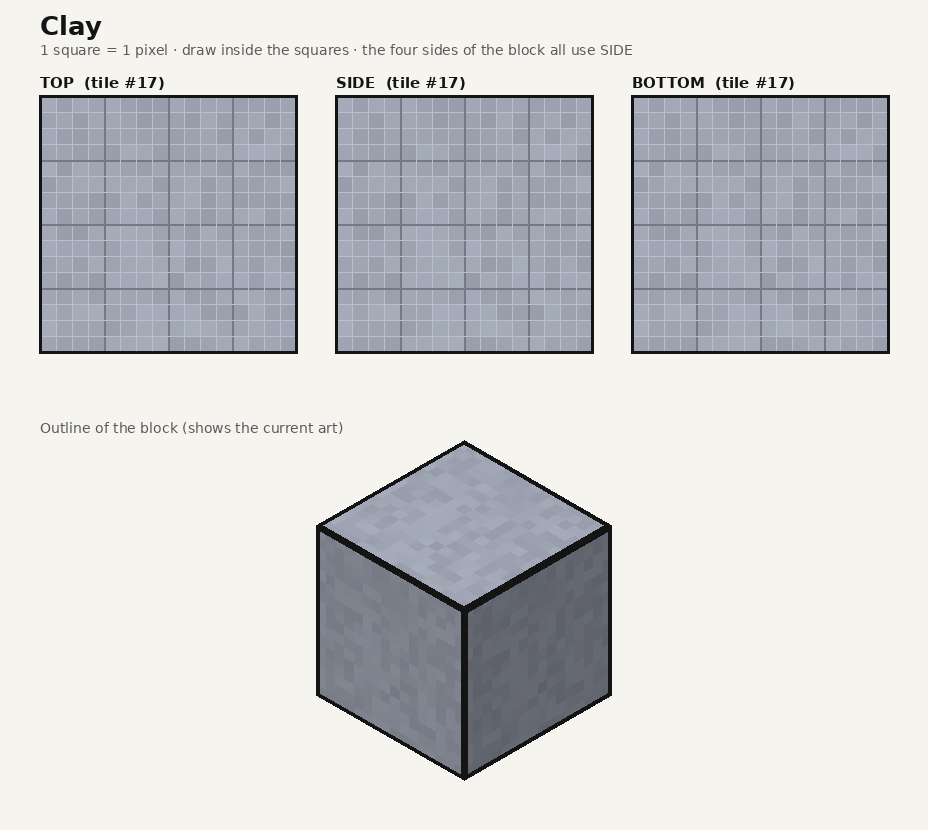 Clay
1 square = 1 pixel · draw inside the squares · the four sides of the block all use SIDE
TOP (tile #17)
SIDE (tile #17)
BOTTOM (tile #17)
Outline of the block (shows the current art)